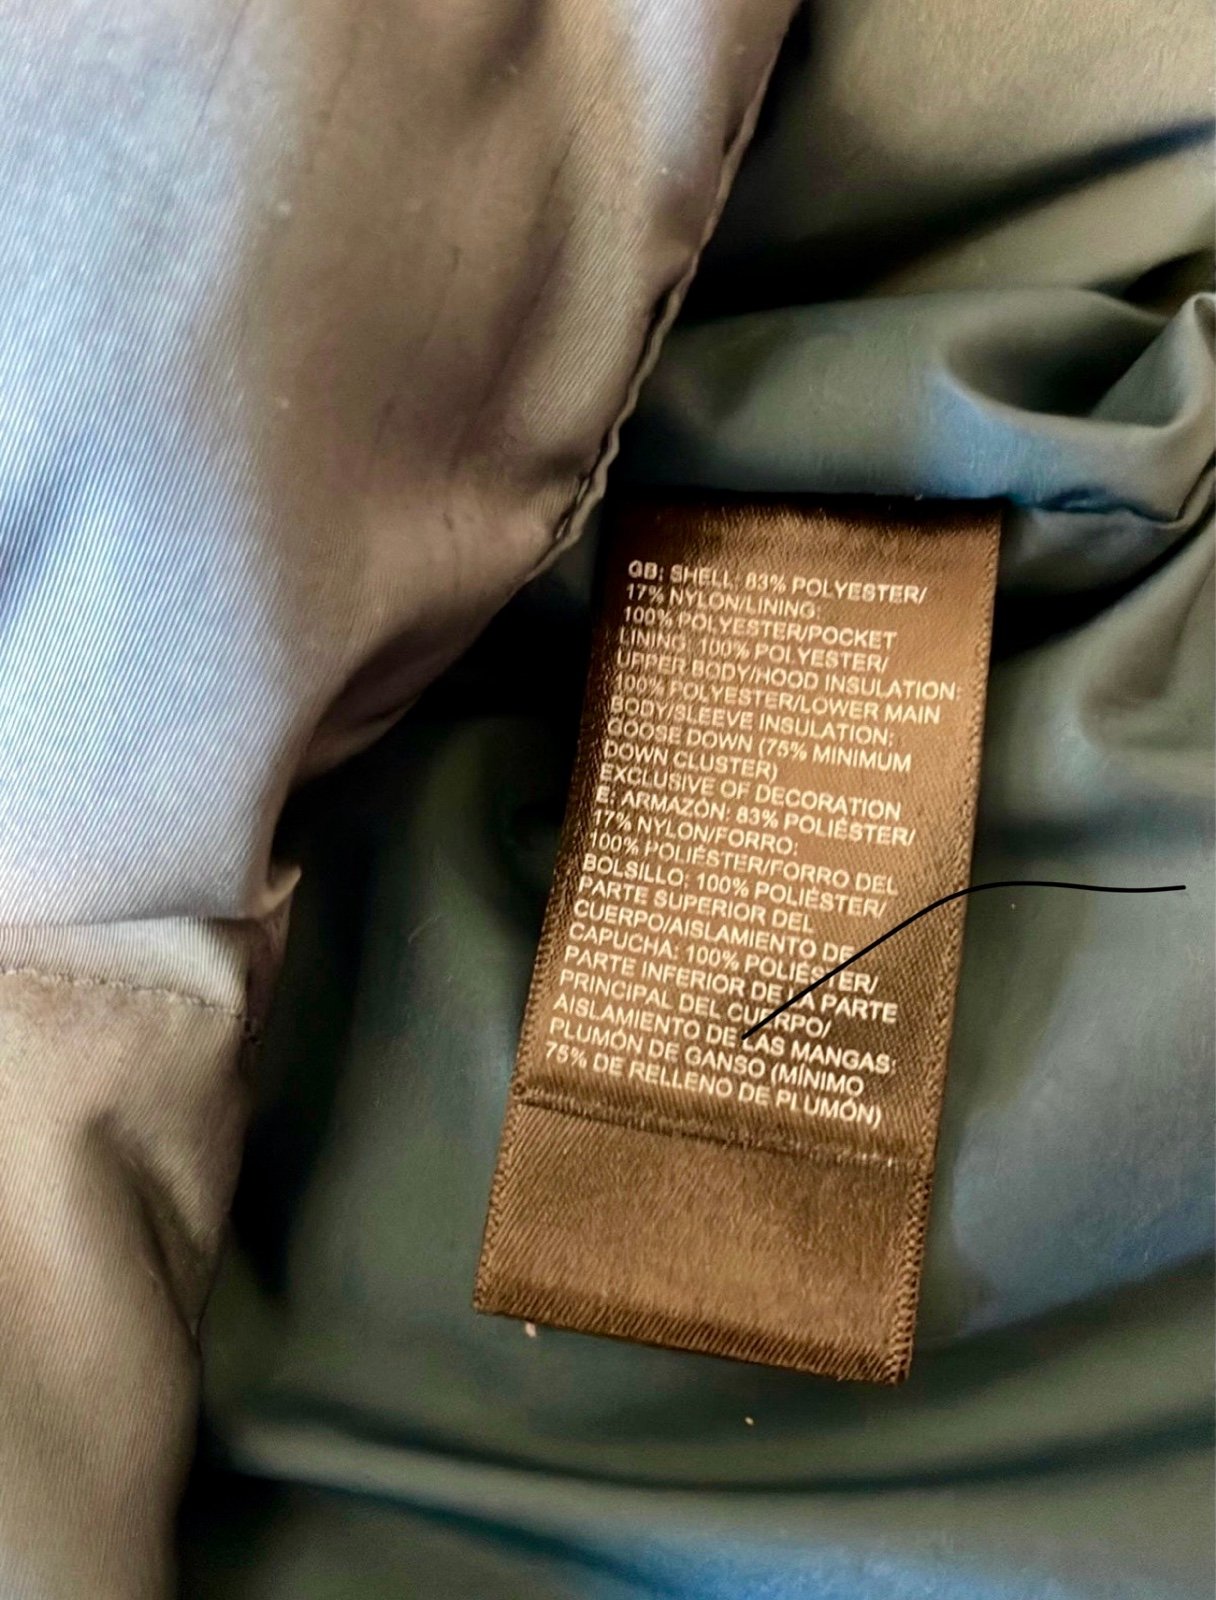 GB: SHELL: 83% POLYESTER/
17% NYLON/LINING:
100% POLYESTER/POCKET
LINING: 100% POLYESTER/
UPPER BODY/HOOD INSULATION:
100% POLYESTER/LOWER MAIN
BODY/SLEEVE INSULATION:
GOOSE DOWN (75% MINIMUM
DOWN CLUSTER)
EXCLUSIVE OF DECORATION
E: ARMAZÓN: 83% POLIÉSTER/
17% NYLON/FORRO:
100% POLIÉSTER/FORRO DEL
BOLSILLO: 100% POLIÉSTER/
PARTE SUPERIOR DEL
CUERPO/AISLAMIENTO DE
CAPUCHA: 100% POLIÉSTER/
PARTE INFERIOR DE LA PARTE
PRINCIPAL DEL CUERPO/
AISLAMIENTO DE LAS MANGAS:
PLUMÓN DE GANSO (MÍNIMO
75% DE RELLENO DE PLUMÓN)